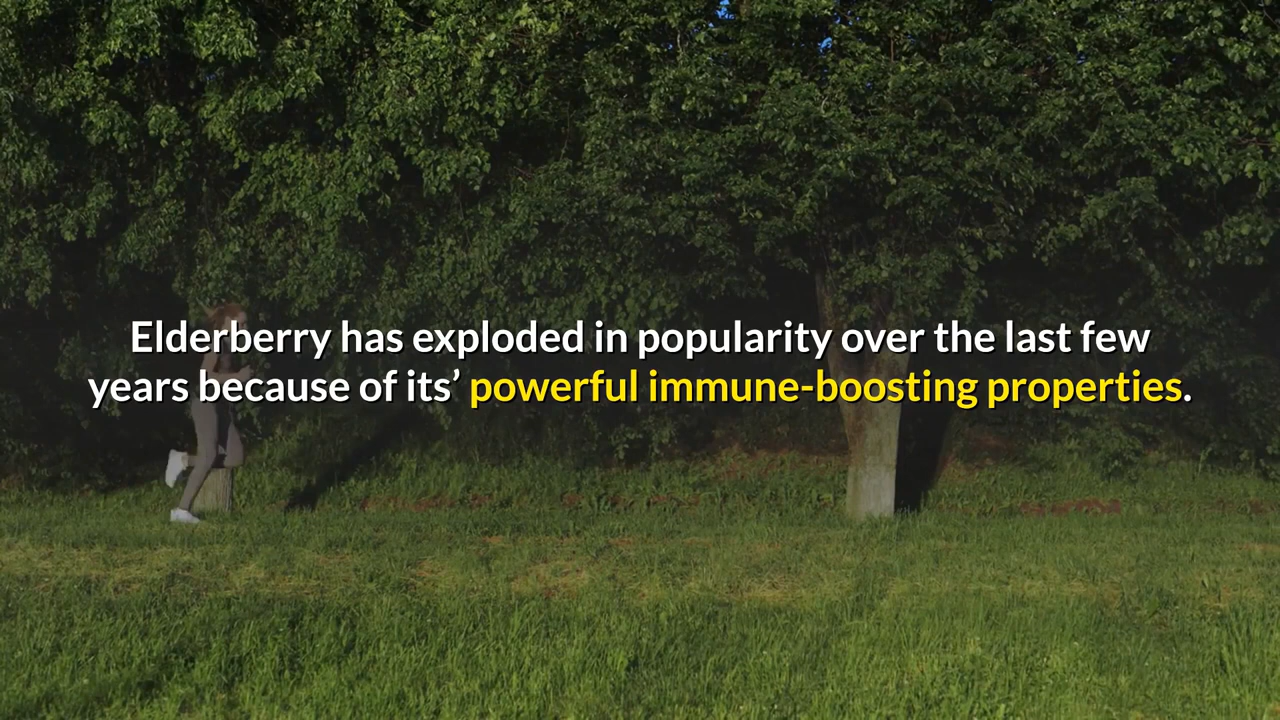 Elderberry has exploded in popularity over the last few
years because of its’ powerful immune-boosting properties.